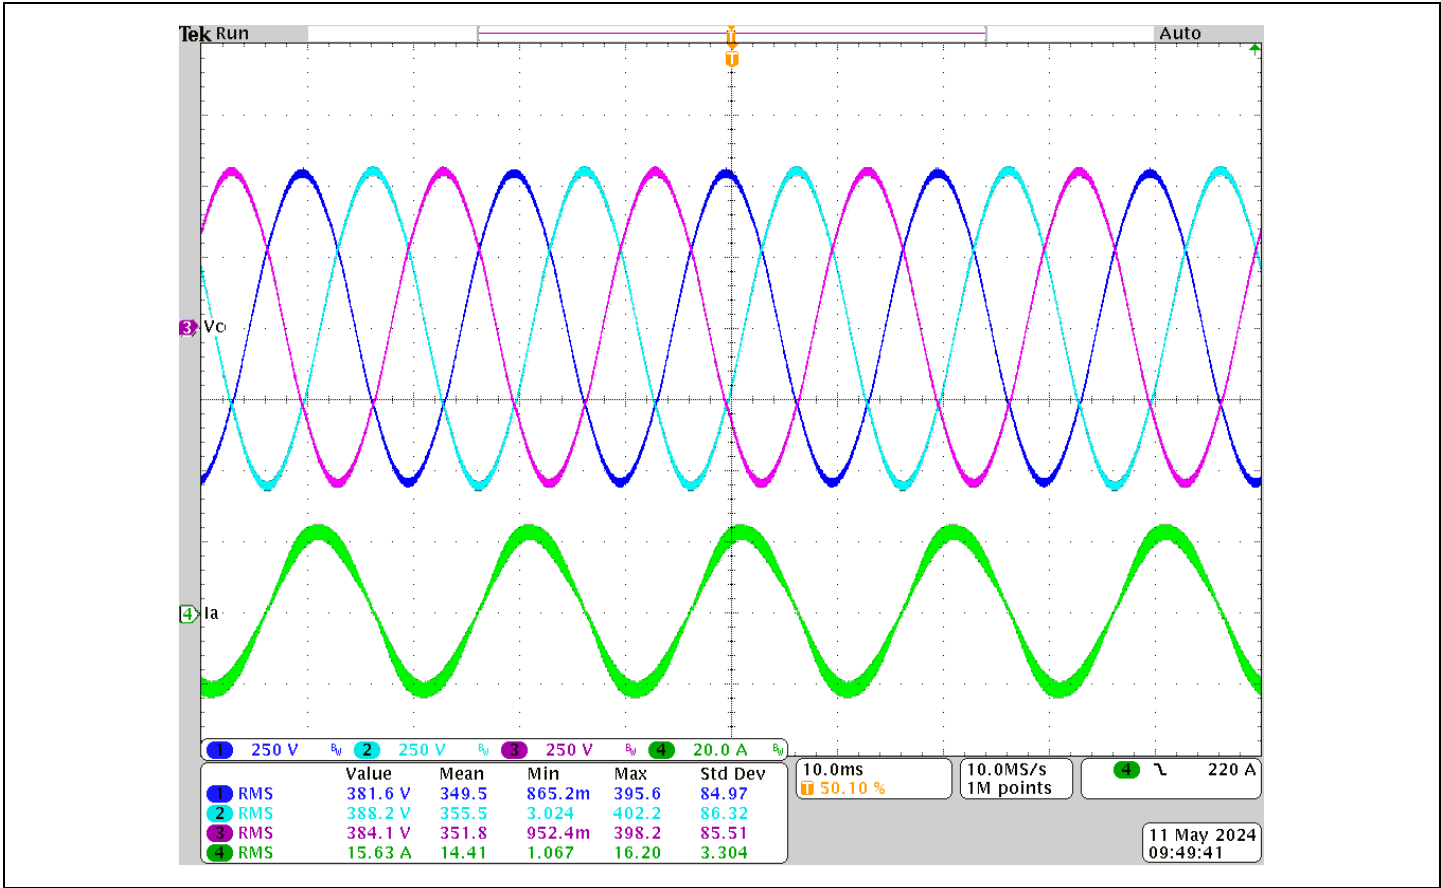 Tek Run Auto
T
T
3 Vc
4 Ia
1 250 V BW 2 250 V BW 3 250 V BW 4 20.0 A BW
Value Mean Min Max Std Dev
1 RMS 381.6 V 349.5 865.2m 395.6 84.97
2 RMS 388.2 V 355.5 3.024 402.2 86.32
3 RMS 384.1 V 351.8 952.4m 398.2 85.51
4 RMS 15.63 A 14.41 1.067 16.20 3.304
10.0ms
T 50.10 %
10.0MS/s
1M points
4 220 A
11 May 2024
09:49:41